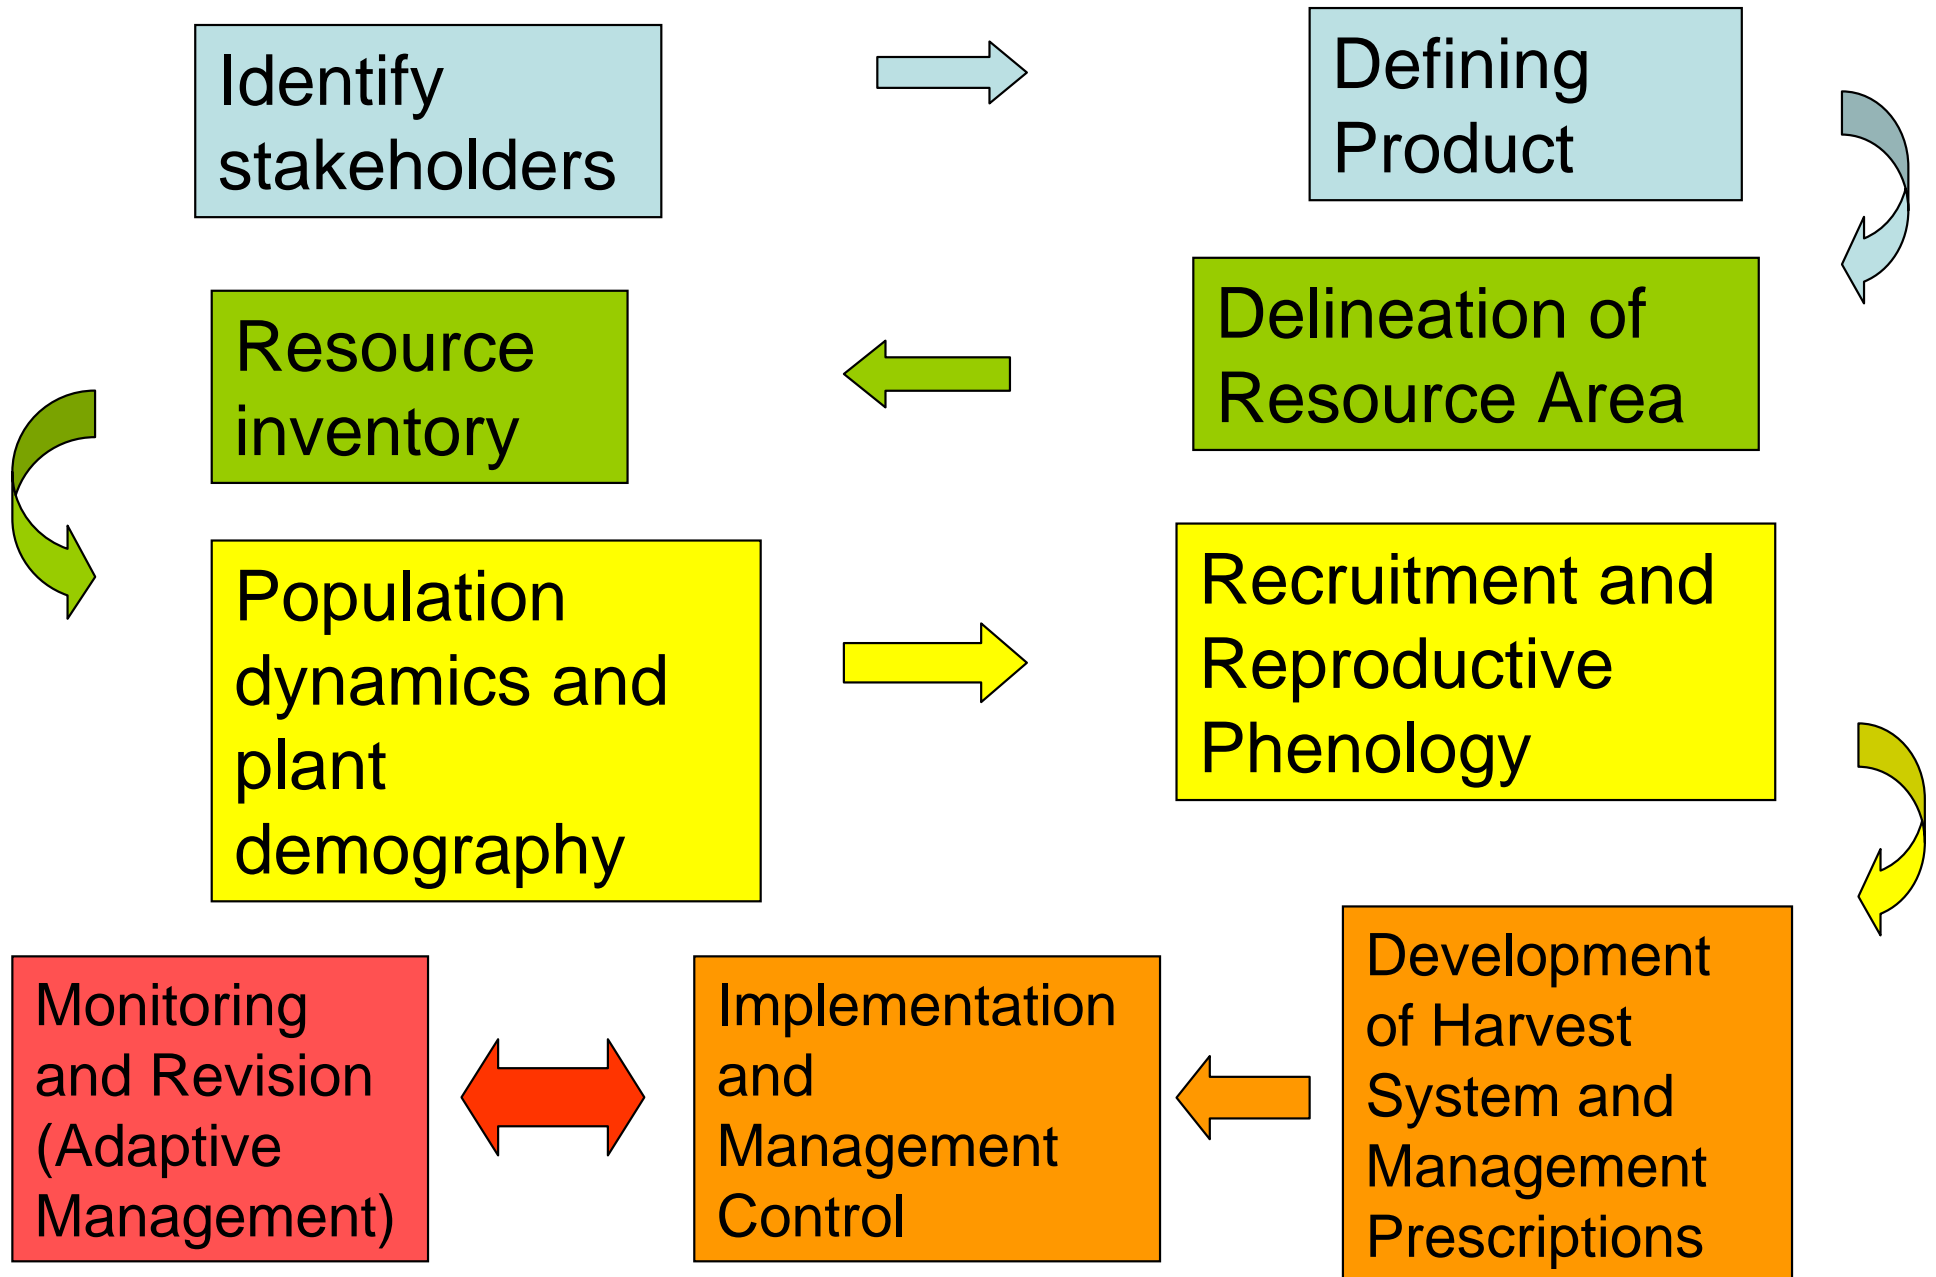 Identify
stakeholders
Defining
Product
Delineation of
Resource Area
Resource
inventory
Population
dynamics and
plant
demography
Recruitment and
Reproductive
Phenology
Development
of Harvest
System and
Management
Prescriptions
Implementation
and
Management
Control
Monitoring
and Revision
(Adaptive
Management)